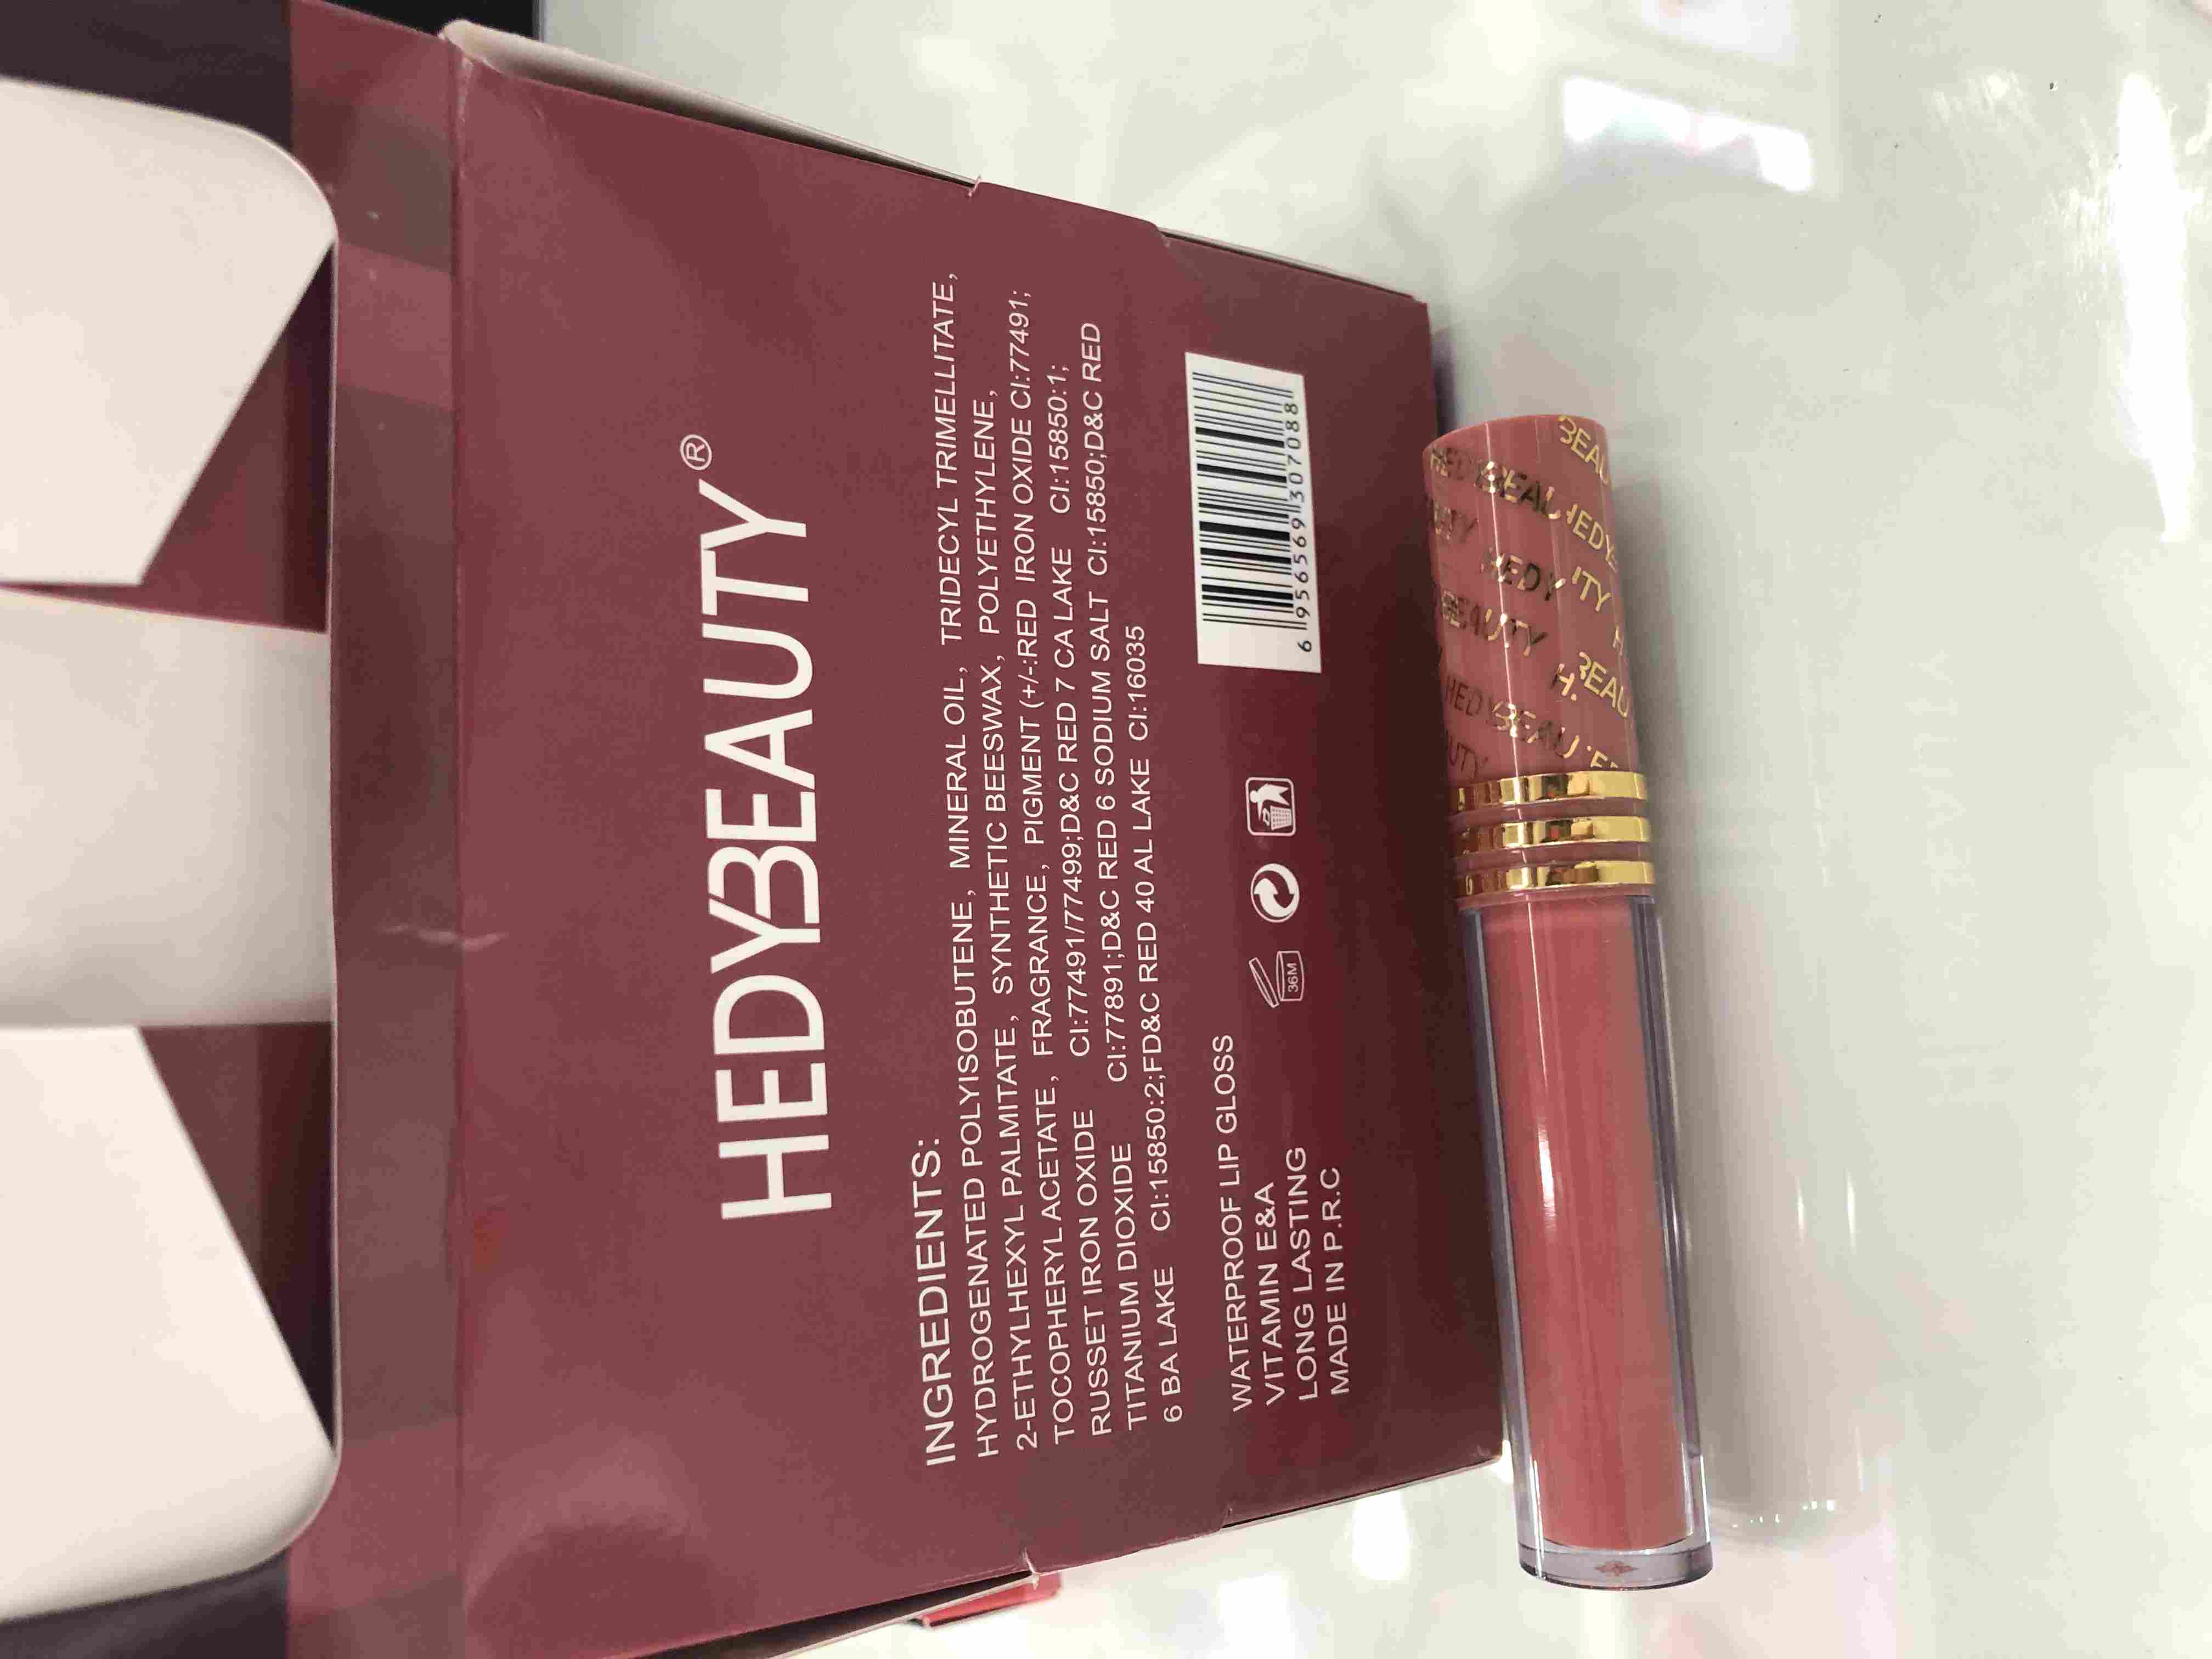 HEDYBEAUTY®
INGREDIENTS:
HYDROGENATED POLYISOBUTENE, MINERAL OIL, TRIDECYL TRIMELLITATE,
2-ETHYLHEXYL PALMITATE, SYNTHETIC BEESWAX, POLYETHYLENE,
TOCOPHERYL ACETATE, FRAGRANCE, PIGMENT (+/-:RED IRON OXIDE CI:77491;
RUSSET IRON OXIDE CI:77491/77499;D&C RED 7 CA LAKE CI:15850:1;
TITANIUM DIOXIDE CI:77891;D&C RED 6 SODIUM SALT CI:15850;D&C RED
6 BA LAKE CI:15850:2;FD&C RED 40 AL LAKE CI:16035
WATERPROOF LIP GLOSS
VITAMIN E&A
LONG LASTING
MADE IN P.R.C
36M
6 956569 307088
HEDYBEAUTY